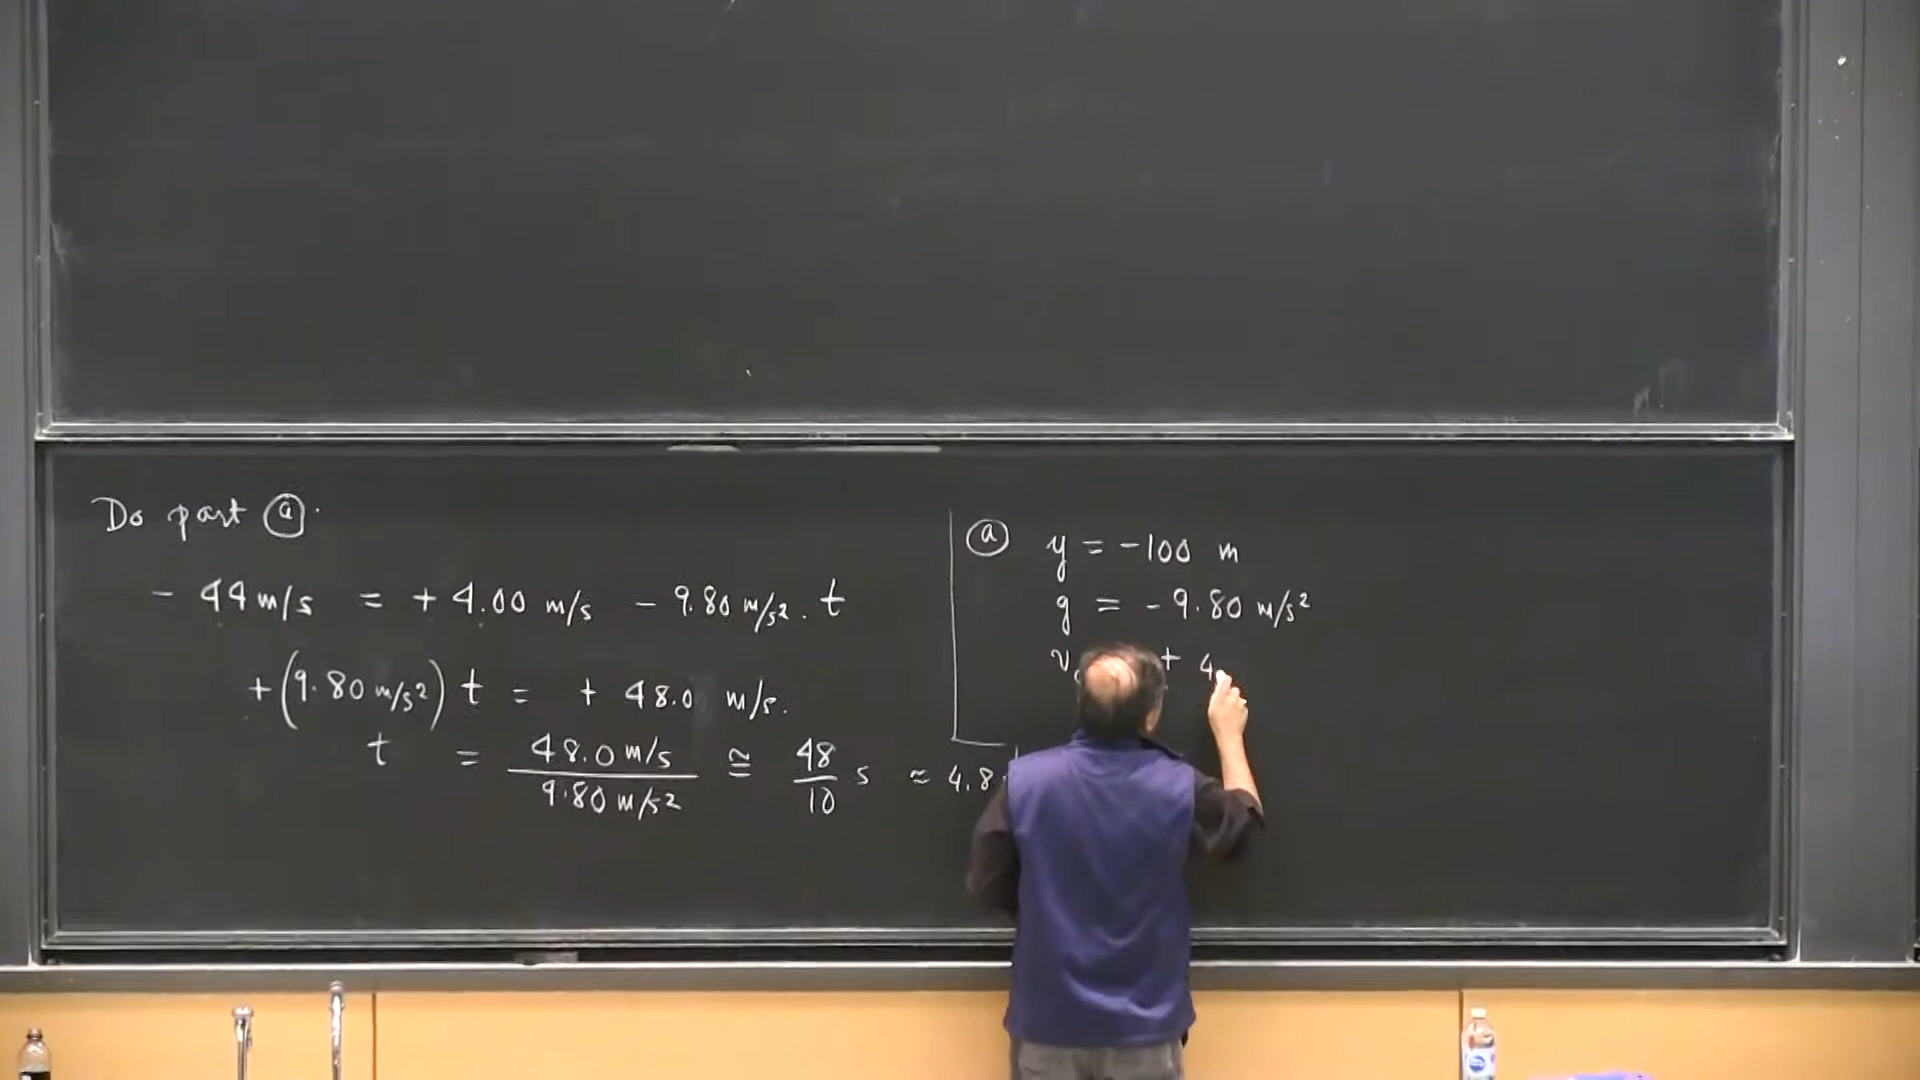 Do part ⓐ.
- 44 m/s = + 4.00 m/s - 9.80 m/s². t
+(9.80 m/s²) t = + 48.0 m/s.
t = 48.0 m/s / 9.80 m/s² ≅ 48/10 s ≈ 4.8
ⓐ y = -100 m
g = -9.80 m/s²
v + 4